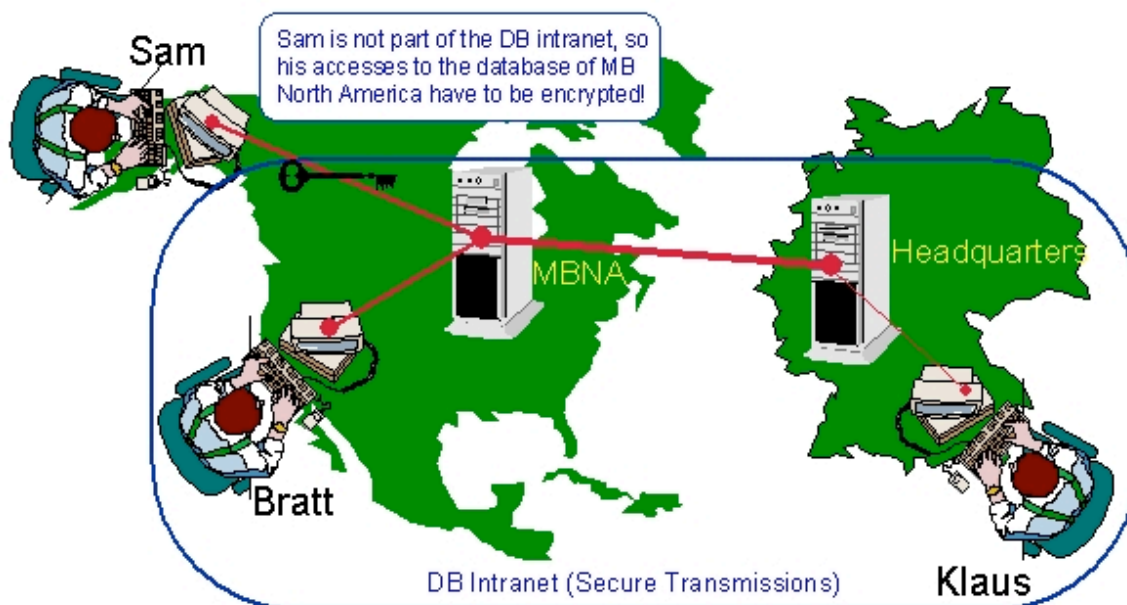 Sam
Sam is not part of the DB intranet, so
his accesses to the database of MB
North America have to be encrypted!
MBNA
Headquarters
Bratt
Klaus
DB Intranet (Secure Transmissions)